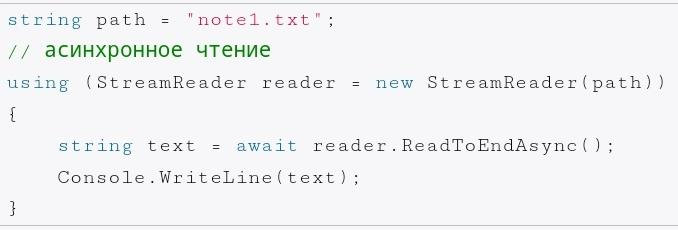 string path = "note1.txt";
// асинхронное чтение
using (StreamReader reader = new StreamReader(path))
{
    string text = await reader.ReadToEndAsync();
    Console.WriteLine(text);
}